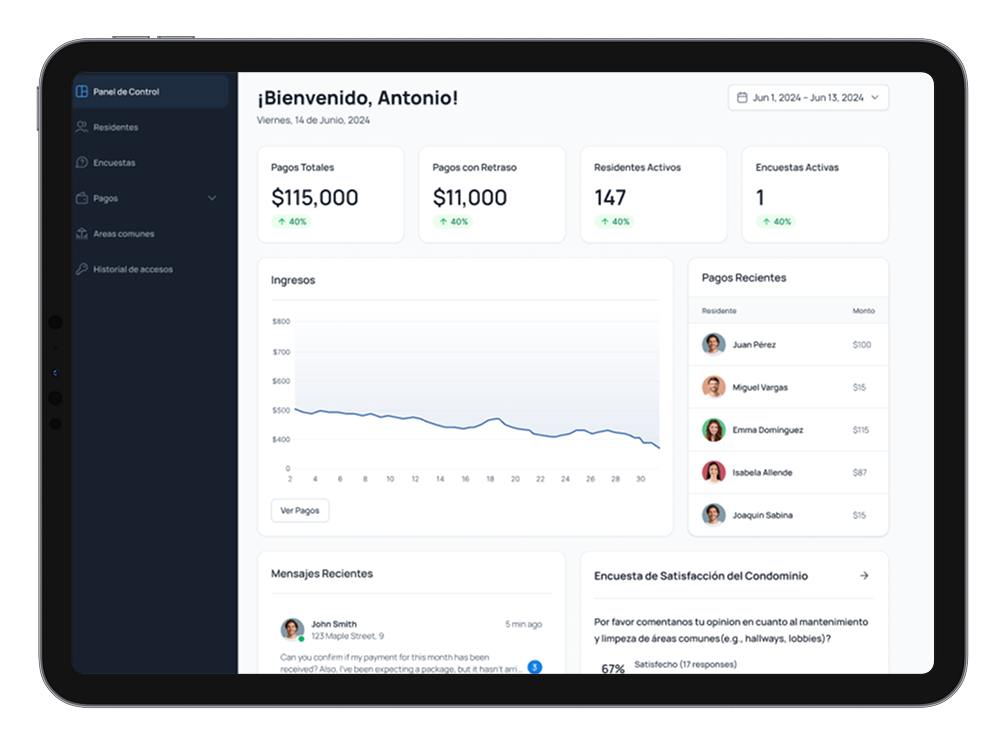 Panel de Control
Residentes
Encuestas
Pagos
Areas comunes
Historial de accesos
¡Bienvenido, Antonio!
Viernes, 14 de Junio, 2024
Jun 1, 2024 – Jun 13, 2024
Pagos Totales
$115,000
40%
Pagos con Retraso
$11,000
40%
Residentes Activos
147
40%
Encuestas Activas
1
40%
Ingresos
$800
$700
$600
$500
$400
0
2 4 6 8 10 12 14 16 18 20 22 24 26 28 30
Ver Pagos
Pagos Recientes
Residente Monto
Juan Pérez $100
Miguel Vargas $15
Emma Domínguez $115
Isabela Allende $87
Joaquin Sabina $15
Mensajes Recientes
John Smith 5 min ago
123 Maple Street, 9
Can you confirm if my payment for this month has been
received? Also, I've been expecting a package, but it hasn't arri...
3
Encuesta de Satisfacción del Condominio
Por favor comentanos tu opinion en cuanto al mantenimiento
y limpeza de áreas comunes(e.g., hallways, lobbies)?
67% Satisfecho (17 responses)